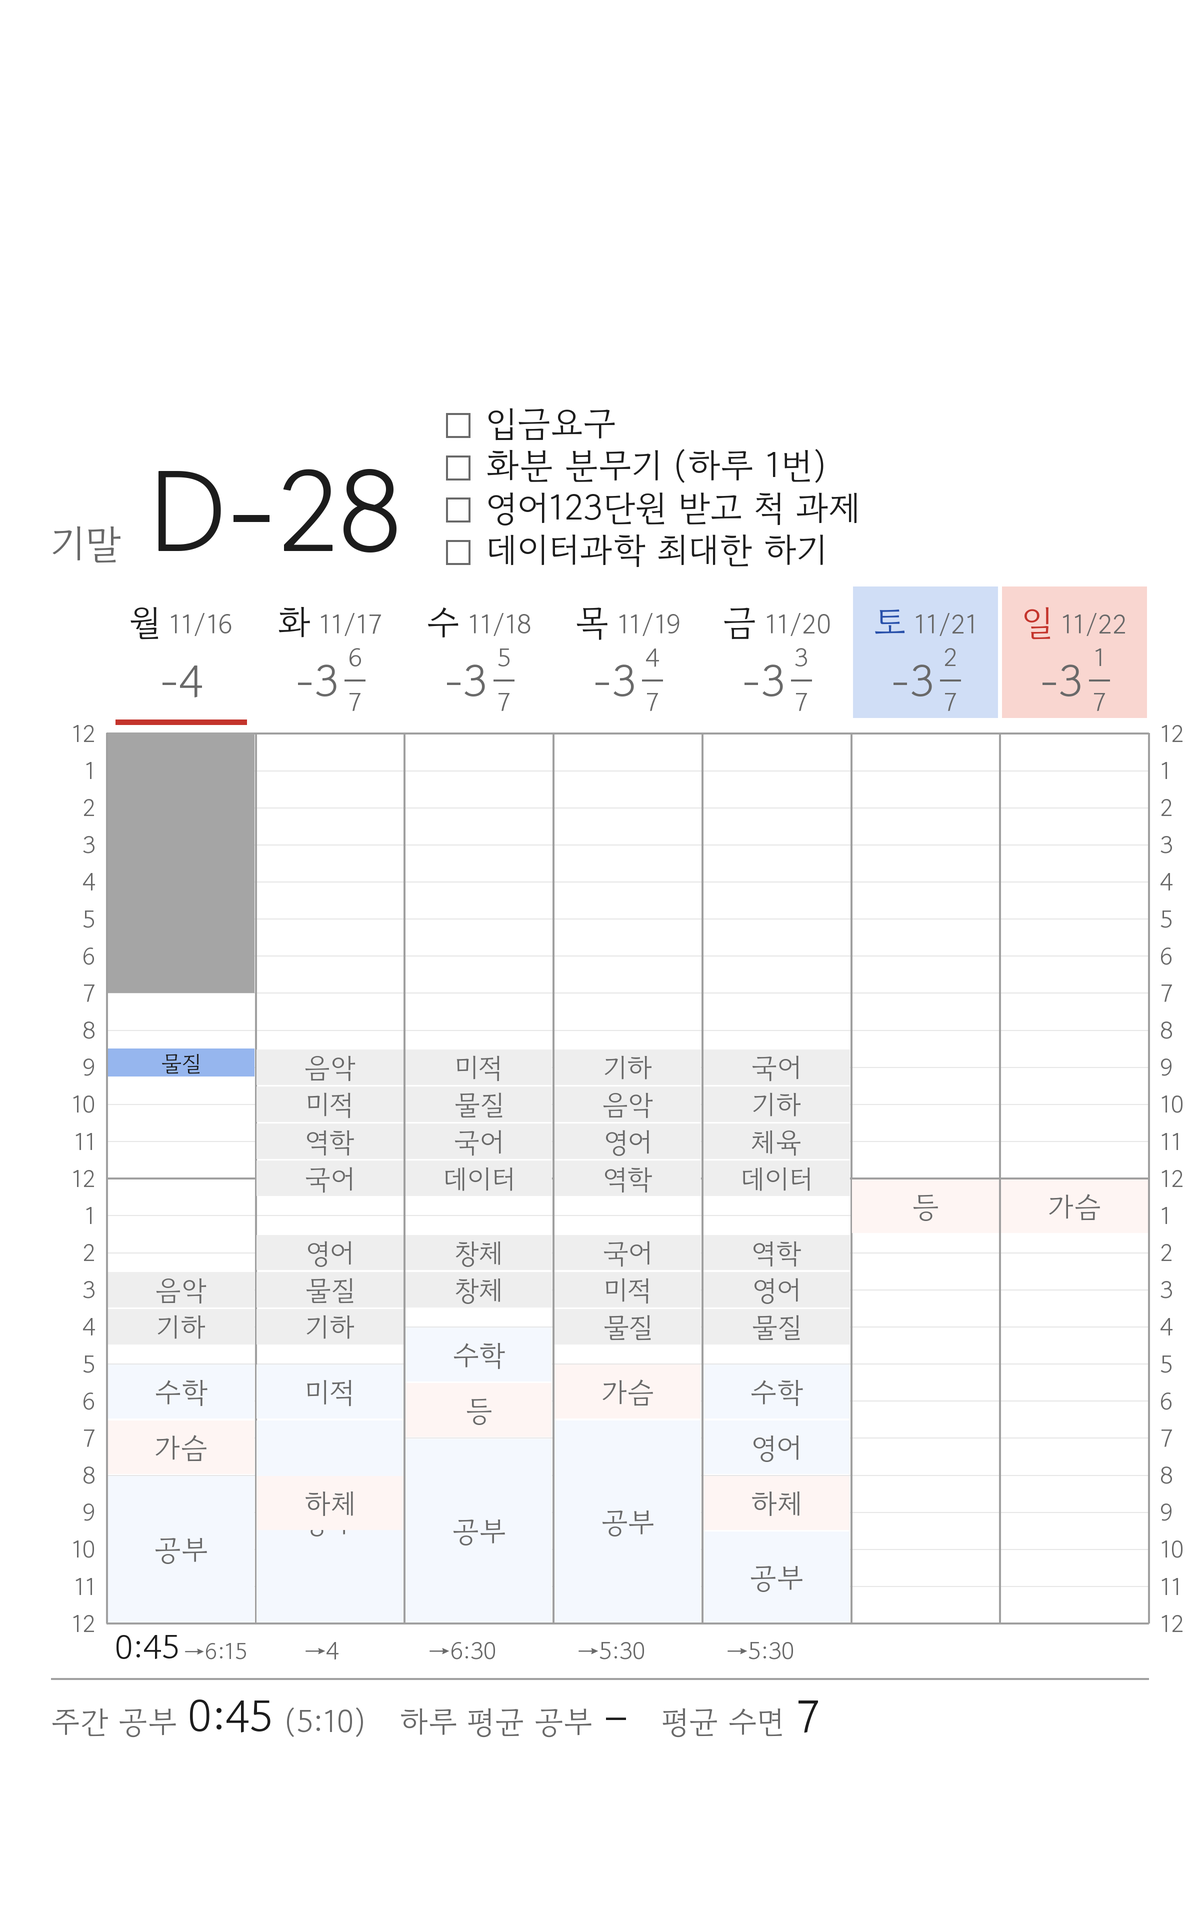 입금요구
화분 분무기 (하루 1번)
영어123단원 받고 척 과제
데이터과학 최대한 하기
기말 D-28
월 11/16 화 11/17 수 11/18 목 11/19 금 11/20 토 11/21 일 11/22
-4 -3 6/7 -3 5/7 -3 4/7 -3 3/7 -3 2/7 -3 1/7
12 12
1 1
2 2
3 3
4 4
5 5
6 6
7 7
8 8
9 물질 음악 미적 기하 국어 9
10 미적 물질 음악 기하 10
11 역학 국어 영어 체육 11
12 국어 데이터 역학 데이터 12
1 등 가슴 1
2 영어 창체 국어 역학 2
3 음악 물질 창체 미적 영어 3
4 기하 기하 물질 물질 4
수학
5 5
6 수학 미적 등 가슴 수학 6
7 가슴 영어 7
8 8
9 하체 하체 9
공부 공부
10 공부 10
11 공부 11
12 12
0:45 →6:15 →4 →6:30 →5:30 →5:30
주간 공부 0:45 (5:10) 하루 평균 공부 – 평균 수면 7